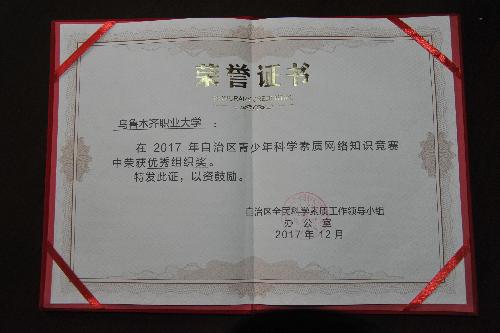 荣誉证书
乌鲁木齐职业大学：
在 2017 年自治区青少年科学素质网络知识竞赛
中荣获优秀组织奖。
特发此证，以资鼓励。
自治区全民科学素质工作领导小组
办 公 室
2017 年 12 月